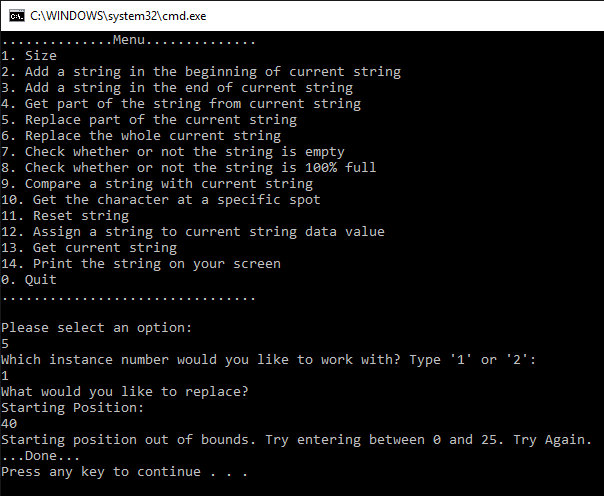 C:\WINDOWS\system32\cmd.exe
..............Menu..............
1. Size
2. Add a string in the beginning of current string
3. Add a string in the end of current string
4. Get part of the string from current string
5. Replace part of the current string
6. Replace the whole current string
7. Check whether or not the string is empty
8. Check whether or not the string is 100% full
9. Compare a string with current string
10. Get the character at a specific spot
11. Reset string
12. Assign a string to current string data value
13. Get current string
14. Print the string on your screen
0. Quit
................................
Please select an option:
5
Which instance number would you like to work with? Type '1' or '2':
1
What would you like to replace?
Starting Position:
40
Starting position out of bounds. Try entering between 0 and 25. Try Again.
...Done...
Press any key to continue . . .